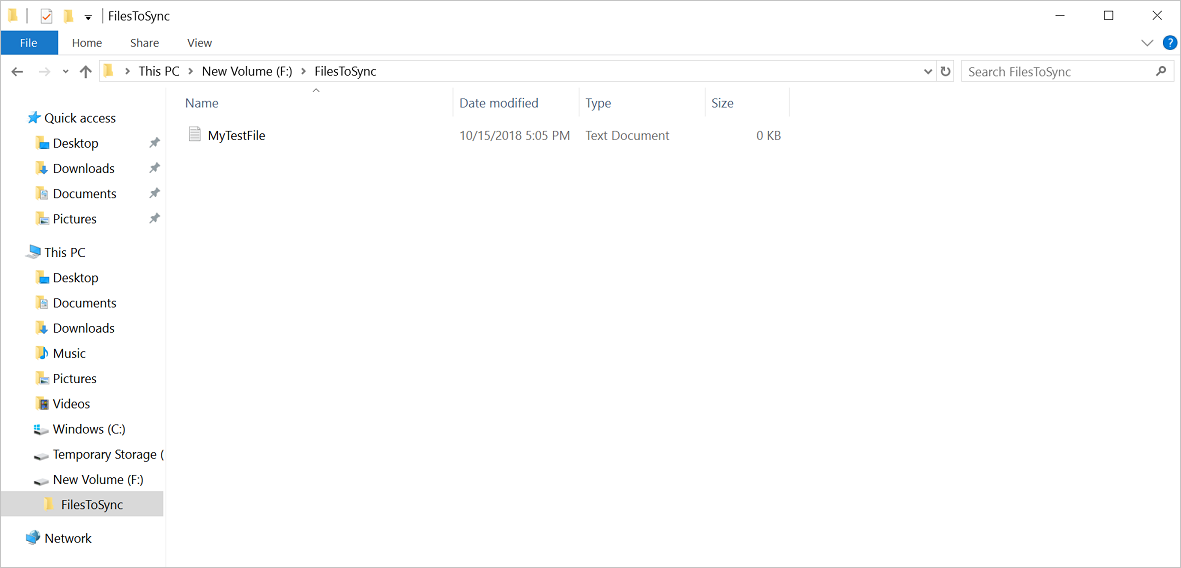 FilesToSync
File Home Share View
?
This PC New Volume (F:) FilesToSync
Search FilesToSync
Name Date modified Type Size
MyTestFile 10/15/2018 5:05 PM Text Document 0 KB
Quick access
Desktop
Downloads
Documents
Pictures
This PC
Desktop
Documents
Downloads
Music
Pictures
Videos
Windows (C:)
Temporary Storage (
New Volume (F:)
FilesToSync
Network